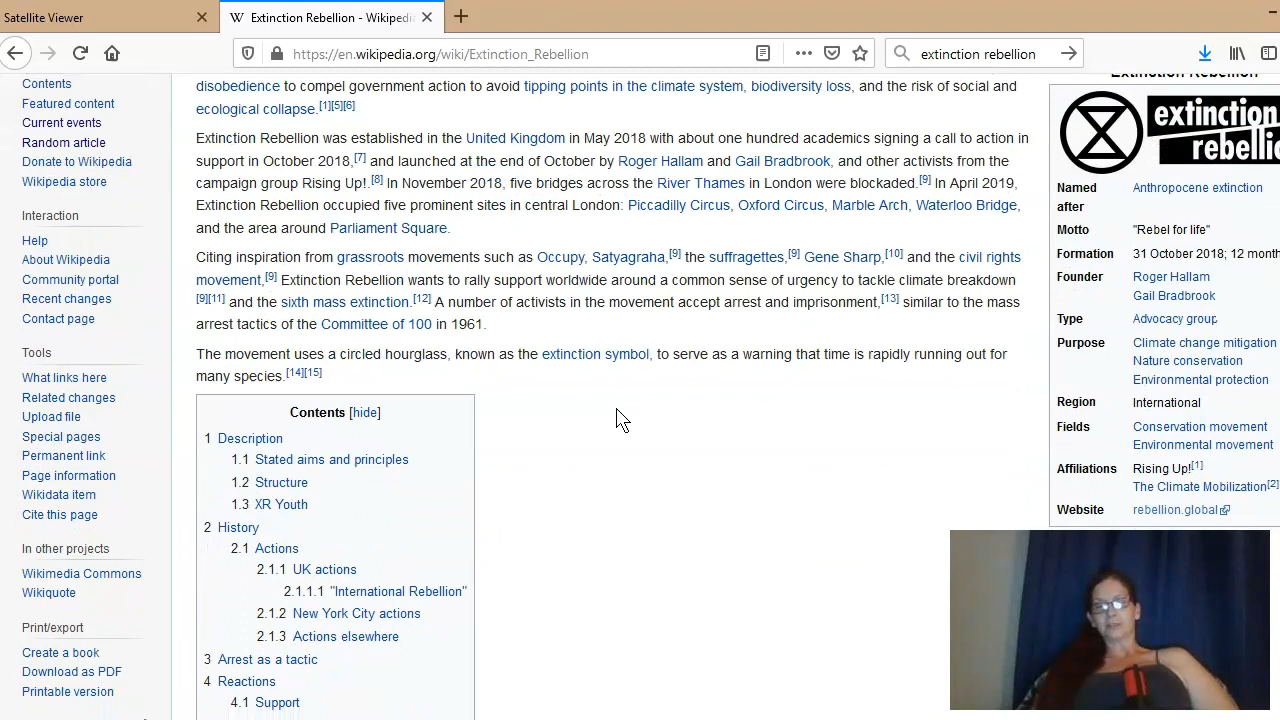 Satellite Viewer
W Extinction Rebellion - Wikipedi
https://en.wikipedia.org/wiki/Extinction_Rebellion
extinction rebellion
Contents
Featured content
Current events
Random article
Donate to Wikipedia
Wikipedia store
Interaction
Help
About Wikipedia
Community portal
Recent changes
Contact page
Tools
What links here
Related changes
Upload file
Special pages
Permanent link
Page information
Wikidata item
Cite this page
In other projects
Wikimedia Commons
Wikiquote
Print/export
Create a book
Download as PDF
Printable version
disobedience to compel government action to avoid tipping points in the climate system, biodiversity loss, and the risk of social and
ecological collapse.[1][5][6]
Extinction Rebellion was established in the United Kingdom in May 2018 with about one hundred academics signing a call to action in
support in October 2018,[7] and launched at the end of October by Roger Hallam and Gail Bradbrook, and other activists from the
campaign group Rising Up!.[8] In November 2018, five bridges across the River Thames in London were blockaded.[9] In April 2019,
Extinction Rebellion occupied five prominent sites in central London: Piccadilly Circus, Oxford Circus, Marble Arch, Waterloo Bridge,
and the area around Parliament Square.
Citing inspiration from grassroots movements such as Occupy, Satyagraha,[9] the suffragettes,[9] Gene Sharp,[10] and the civil rights
movement,[9] Extinction Rebellion wants to rally support worldwide around a common sense of urgency to tackle climate breakdown
[9][11] and the sixth mass extinction.[12] A number of activists in the movement accept arrest and imprisonment,[13] similar to the mass
arrest tactics of the Committee of 100 in 1961.
The movement uses a circled hourglass, known as the extinction symbol, to serve as a warning that time is rapidly running out for
many species.[14][15]
Contents [hide]
1 Description
1.1 Stated aims and principles
1.2 Structure
1.3 XR Youth
2 History
2.1 Actions
2.1.1 UK actions
2.1.1.1 "International Rebellion"
2.1.2 New York City actions
2.1.3 Actions elsewhere
3 Arrest as a tactic
4 Reactions
4.1 Support
Extinction Rebellion
extinction
rebellio
Named after Anthropocene extinction
Motto "Rebel for life"
Formation 31 October 2018; 12 month
Founder Roger Hallam
Gail Bradbrook
Type Advocacy group
Purpose Climate change mitigation
Nature conservation
Environmental protection
Region International
Fields Conservation movement
Environmental movement
Affiliations Rising Up![1]
The Climate Mobilization[2]
Website rebellion.global